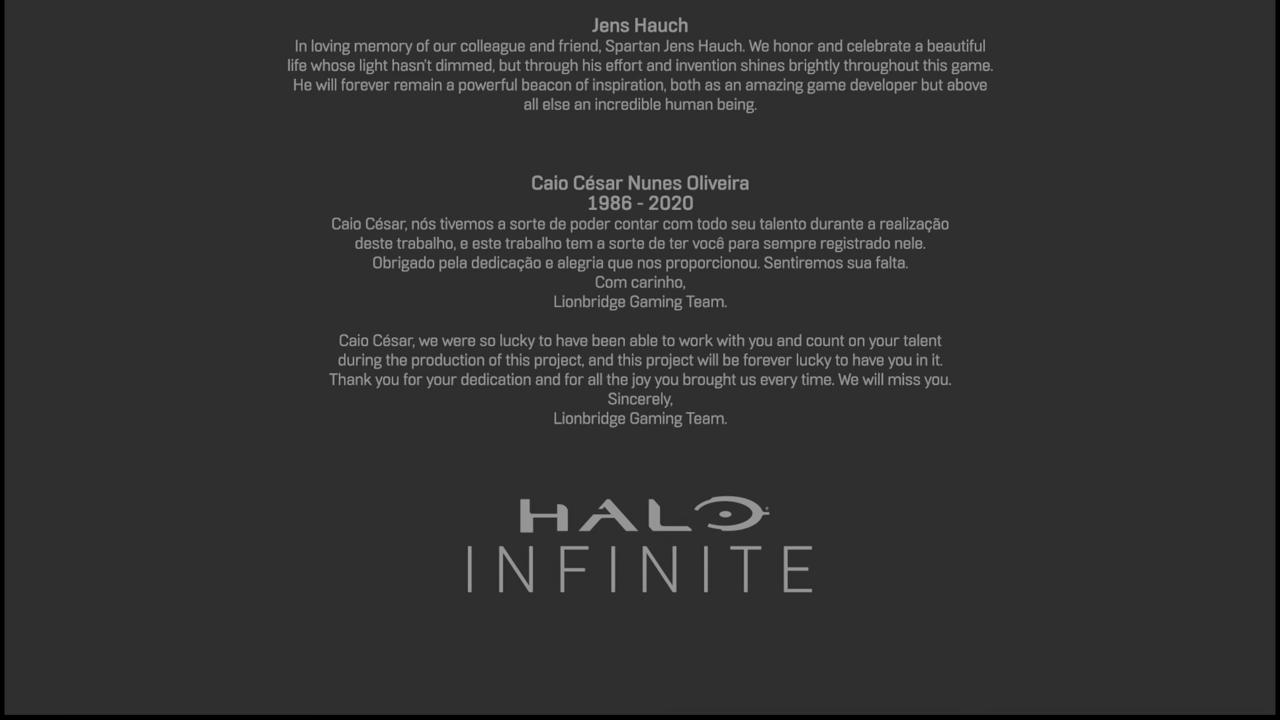 Jens Hauch
In loving memory of our colleague and friend, Spartan Jens Hauch. We honor and celebrate a beautiful
life whose light hasn't dimmed, but through his effort and invention shines brightly throughout this game.
He will forever remain a powerful beacon of inspiration, both as an amazing game developer but above
all else an incredible human being.
Caio César Nunes Oliveira
1986 - 2020
Caio César, nós tivemos a sorte de poder contar com todo seu talento durante a realização
deste trabalho, e este trabalho tem a sorte de ter você para sempre registrado nele.
Obrigado pela dedicação e alegria que nos proporcionou. Sentiremos sua falta.
Com carinho,
Lionbridge Gaming Team.
Caio César, we were so lucky to have been able to work with you and count on your talent
during the production of this project, and this project will be forever lucky to have you in it.
Thank you for your dedication and for all the joy you brought us every time. We will miss you.
Sincerely,
Lionbridge Gaming Team.
HALO
INFINITE